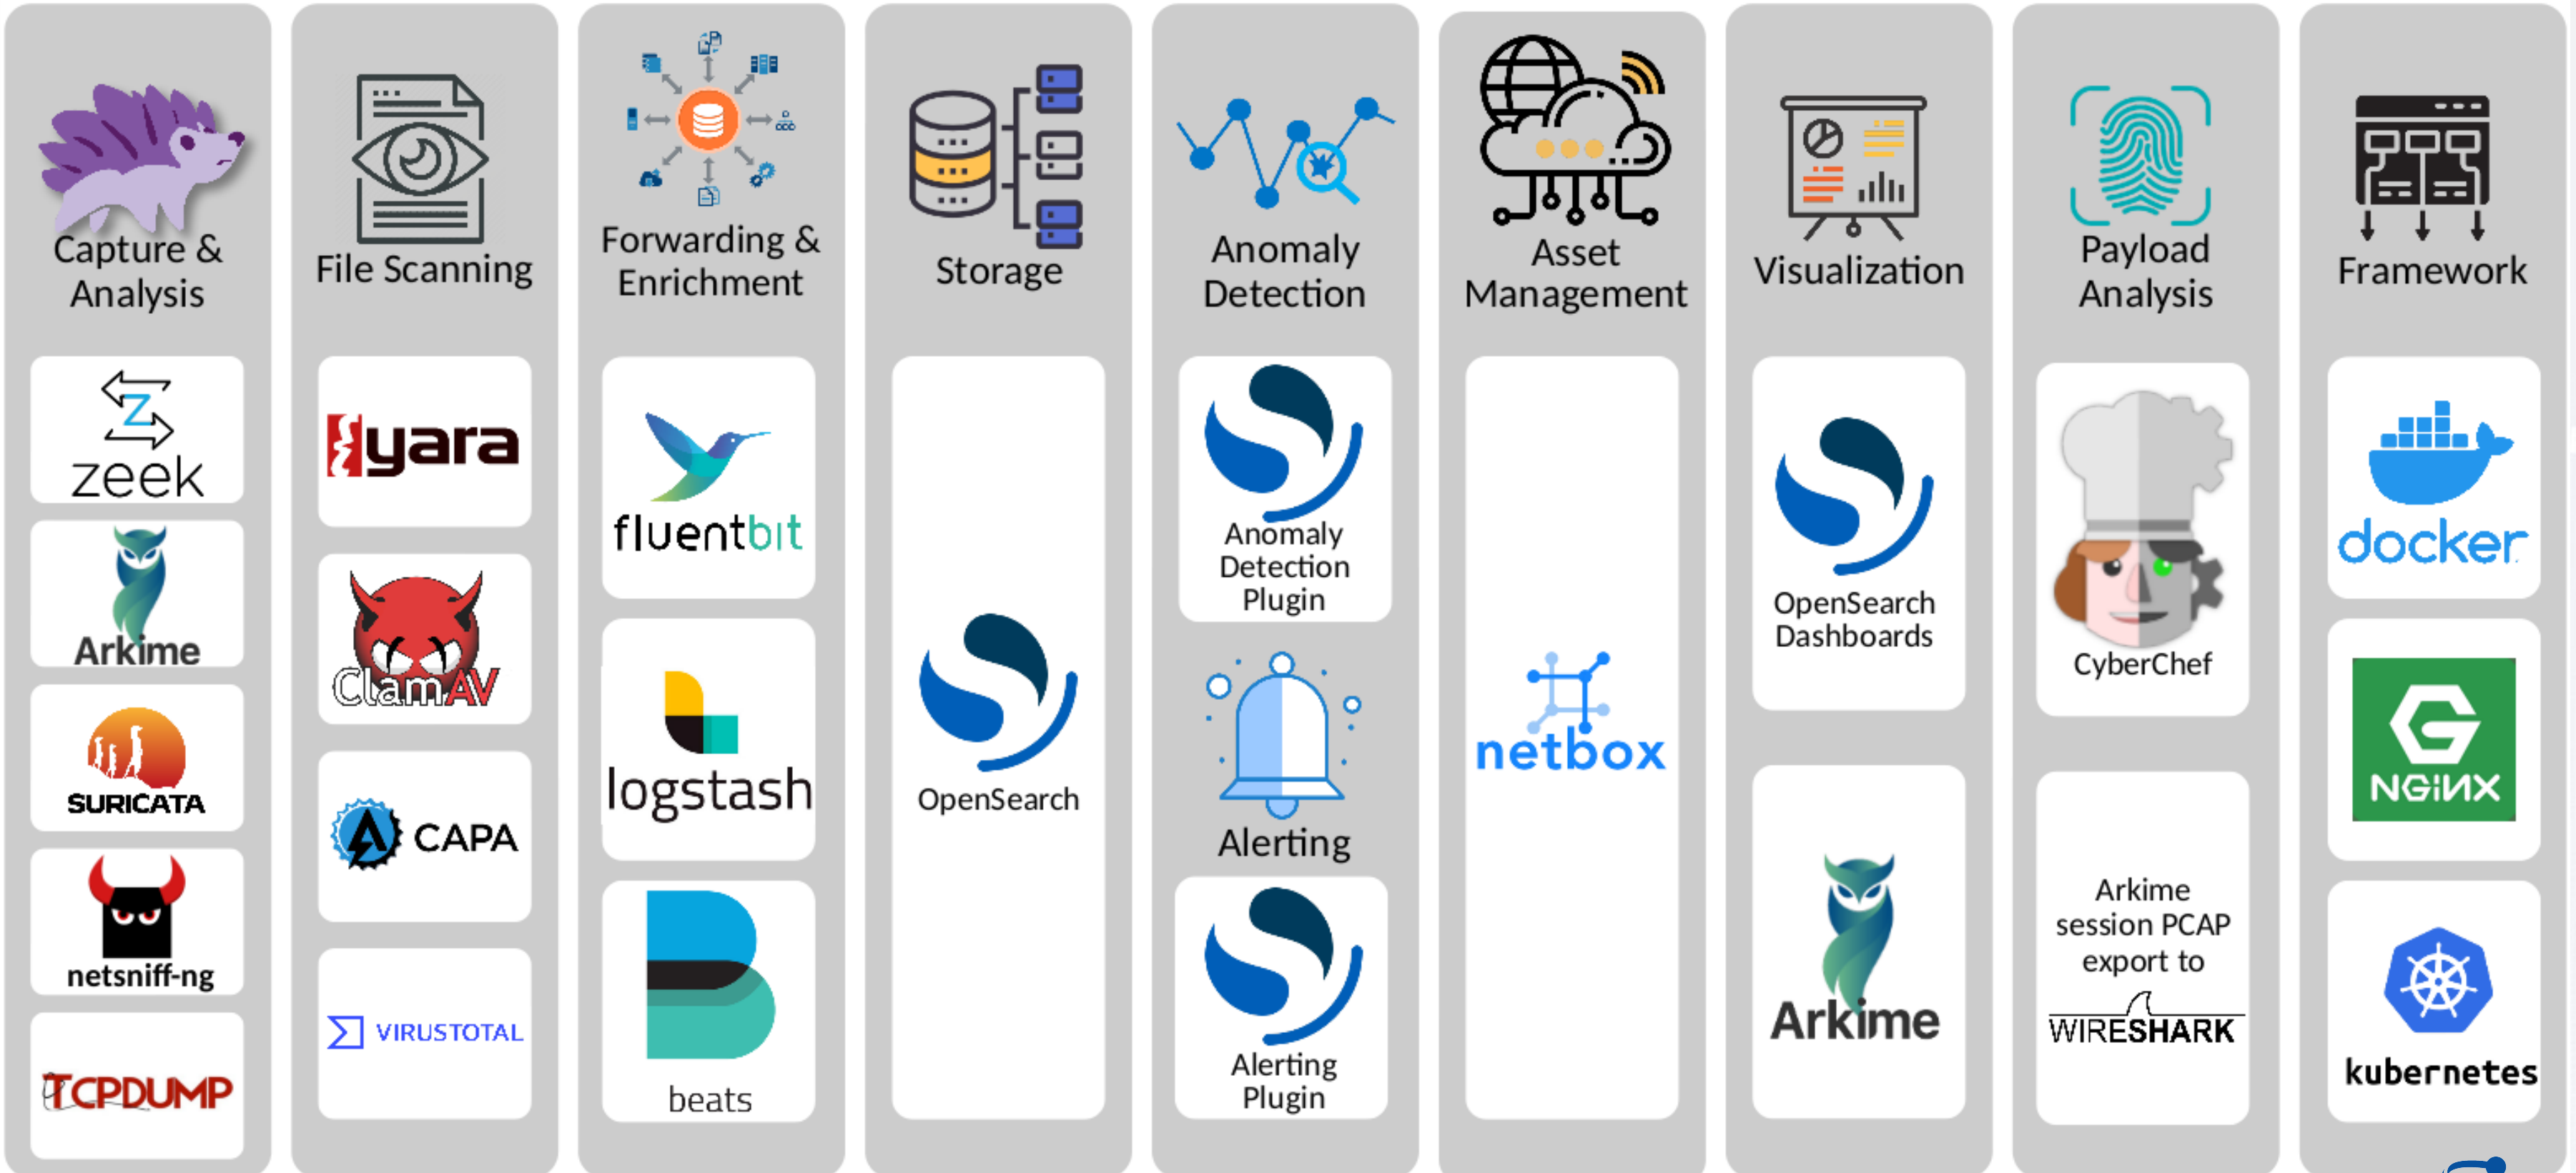 Capture &
Analysis
zeek
Arkime
SURICATA
netsniff-ng
TCPDUMP
File Scanning
yara
ClamAV
CAPA
VIRUSTOTAL
Forwarding &
Enrichment
fluentbit
logstash
beats
Storage
OpenSearch
Anomaly
Detection
Anomaly
Detection
Plugin
Alerting
Alerting
Plugin
Asset
Management
netbox
Visualization
OpenSearch
Dashboards
Arkime
Payload
Analysis
CyberChef
Arkime
session PCAP
export to
WIRESHARK
Framework
docker
NGiNX
kubernetes